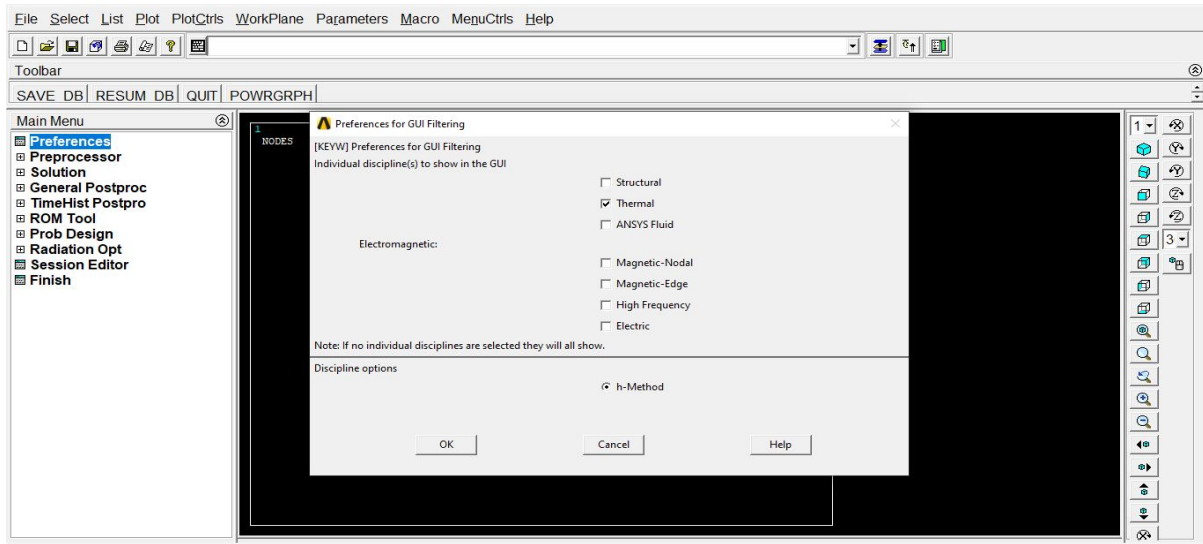 File Select List Plot PlotCtrls WorkPlane Parameters Macro MenuCtrls Help
Toolbar
SAVE_DB RESUM_DB QUIT POWRGRPH
Main Menu
Preferences
Preprocessor
Solution
General Postproc
TimeHist Postpro
ROM Tool
Prob Design
Radiation Opt
Session Editor
Finish
1
NODES
Preferences for GUI Filtering
[KEYW] Preferences for GUI Filtering
Individual discipline(s) to show in the GUI
Structural
Thermal
ANSYS Fluid
Electromagnetic:
Magnetic-Nodal
Magnetic-Edge
High Frequency
Electric
Note: If no individual disciplines are selected they will all show.
Discipline options
h-Method
OK Cancel Help
1
3